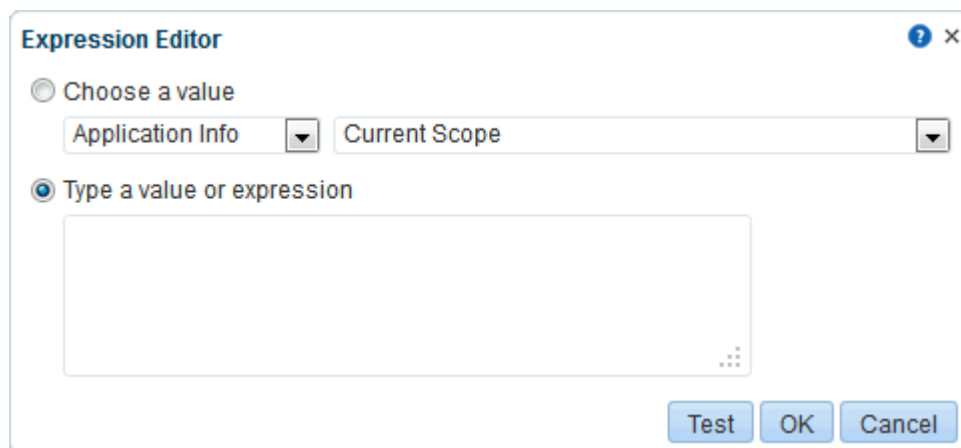 Expression Editor
Choose a value
Application Info Current Scope
Type a value or expression
Test OK Cancel